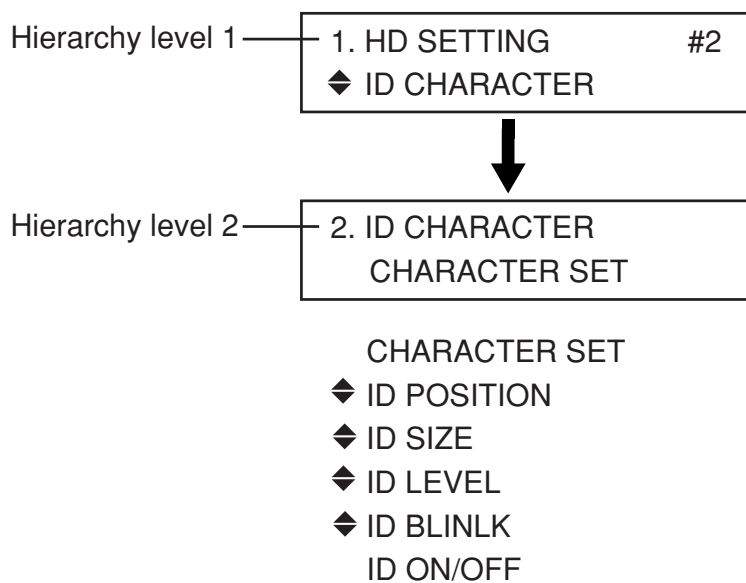 Hierarchy level 1
1. HD SETTING #2
ID CHARACTER
Hierarchy level 2
2. ID CHARACTER
CHARACTER SET
CHARACTER SET
ID POSITION
ID SIZE
ID LEVEL
ID BLINLK
ID ON/OFF